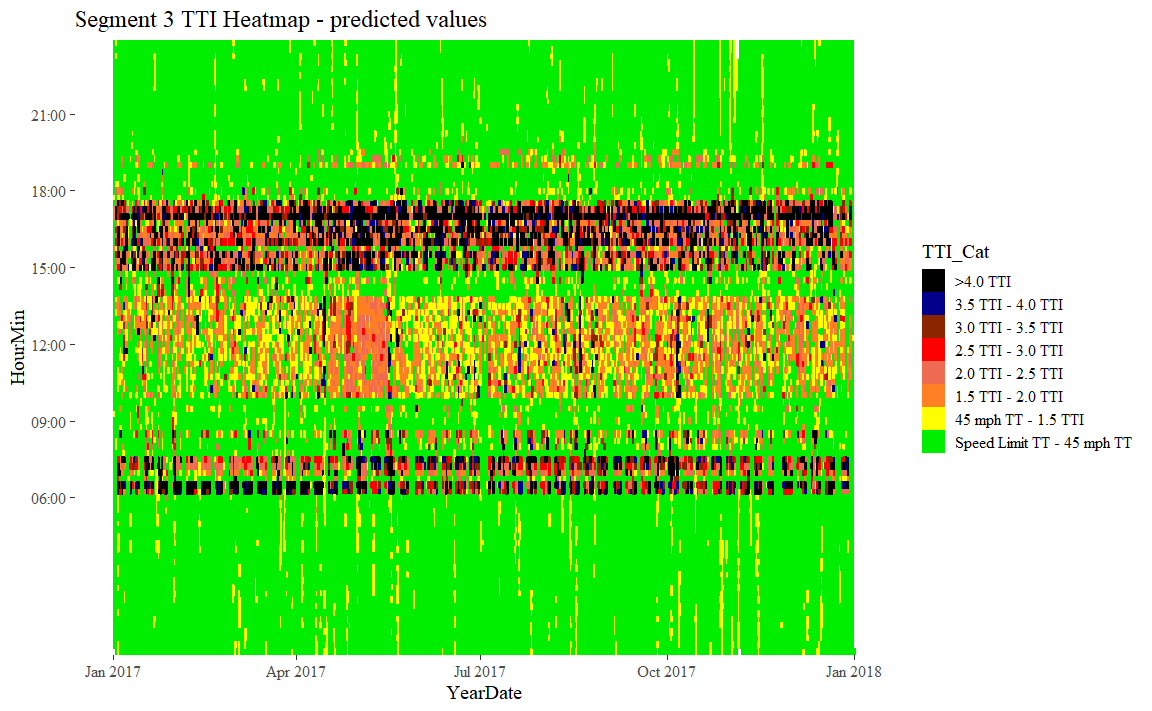 Segment 3 TTI Heatmap - predicted values
HourMin
21:00
18:00
15:00
12:00
09:00
06:00
Jan 2017
Apr 2017
Jul 2017
Oct 2017
Jan 2018
YearDate
TTI_Cat
>4.0 TTI
3.5 TTI - 4.0 TTI
3.0 TTI - 3.5 TTI
2.5 TTI - 3.0 TTI
2.0 TTI - 2.5 TTI
1.5 TTI - 2.0 TTI
45 mph TT - 1.5 TTI
Speed Limit TT - 45 mph TT